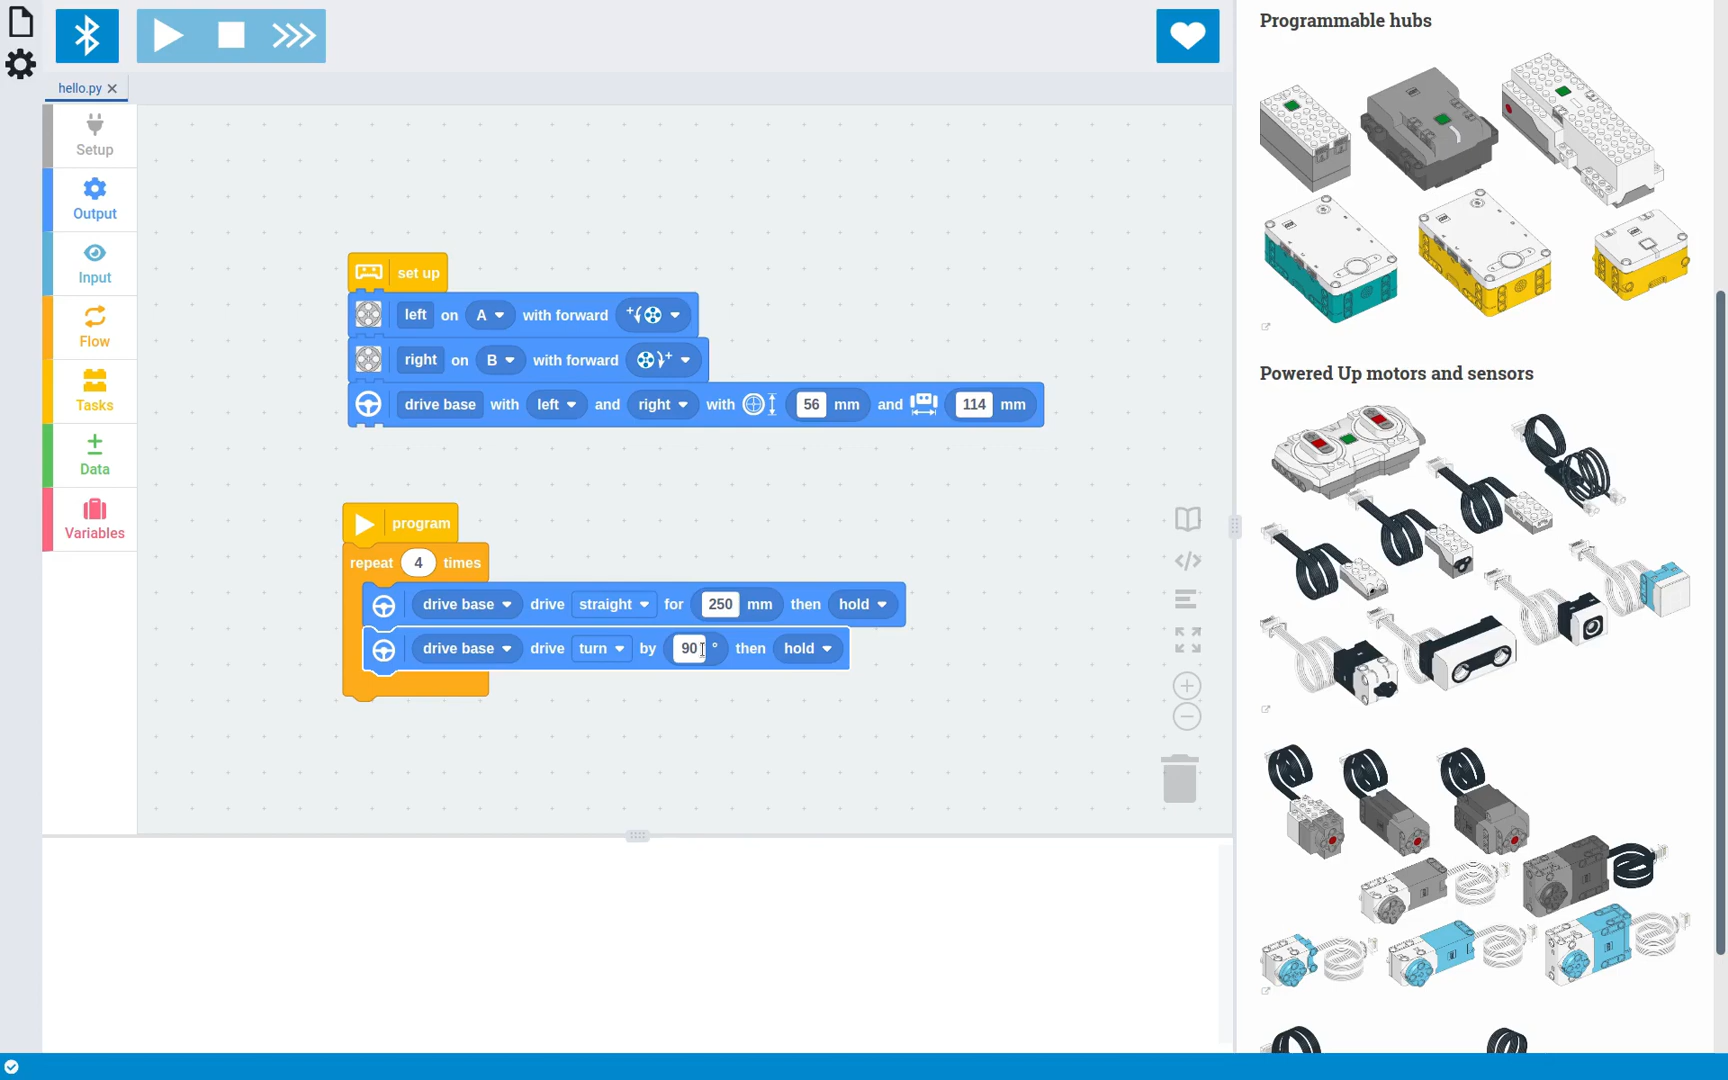 hello.py
Setup
Output
Input
Flow
Tasks
Data
Variables
set up
left on A with forward
right on B with forward
drive base with left and right with 56 mm and 114 mm
program
repeat 4 times
drive base drive straight for 250 mm then hold
drive base drive turn by 90 ° then hold
Programmable hubs
Powered Up motors and sensors